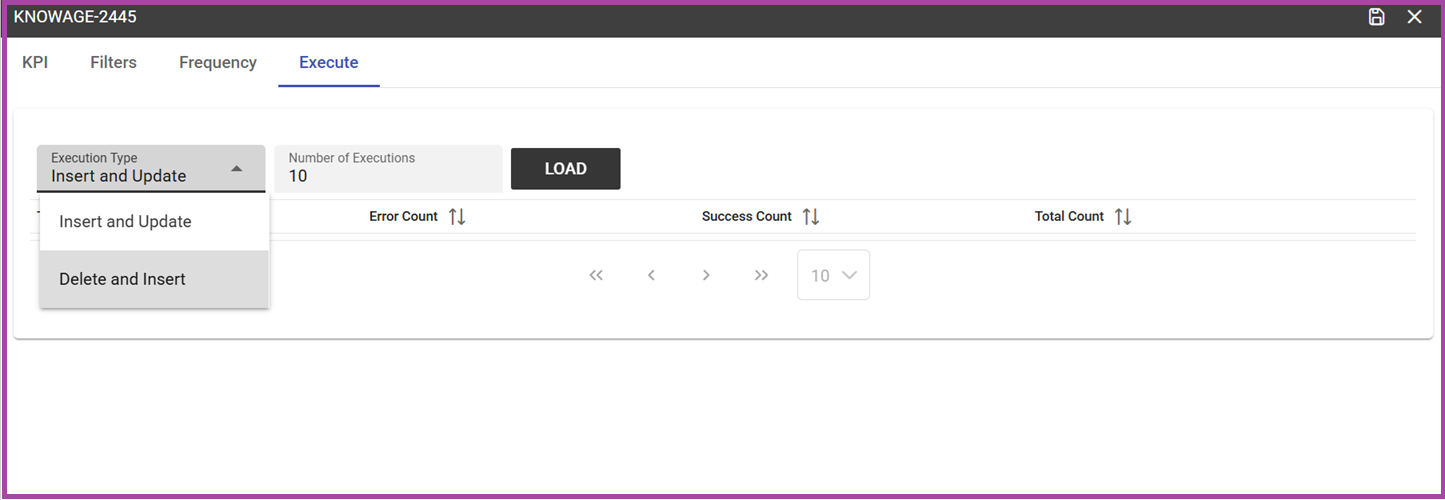 KNOWAGE-2445
KPI Filters Frequency Execute
Execution Type
Insert and Update
Number of Executions
10
LOAD
Error Count Success Count Total Count
Insert and Update
Delete and Insert
10